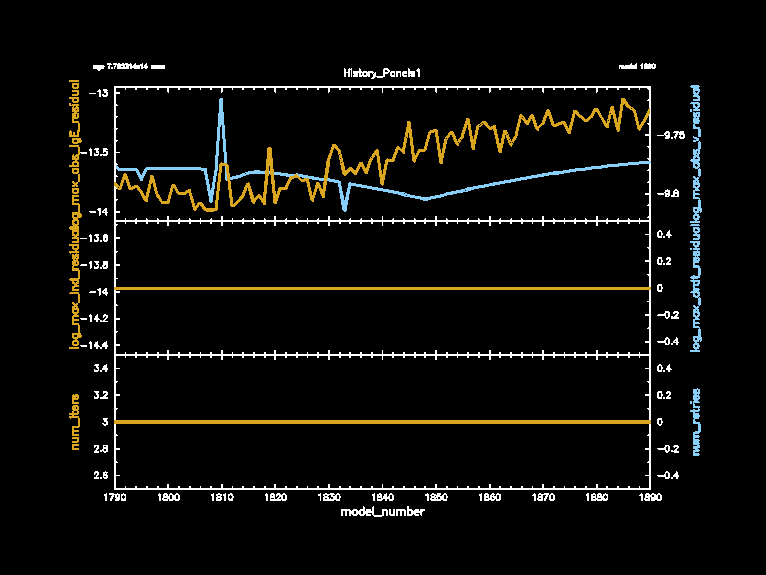 age 7.763314e14 secs
History_Panels1
model 1890
log_max_abs_lgE_residual
-13
-13.5
-14
-9.75
-9.8
log_max_abs_v_residual
log_max_lnd_residual
-13.6
-13.8
-14
-14.2
-14.4
0.4
0.2
0
-0.2
-0.4
log_max_drdt_residual
num_iters
3.4
3.2
3
2.8
2.6
0.4
0.2
0
-0.2
-0.4
num_retries
1790 1800 1810 1820 1830 1840 1850 1860 1870 1880 1890
model_number